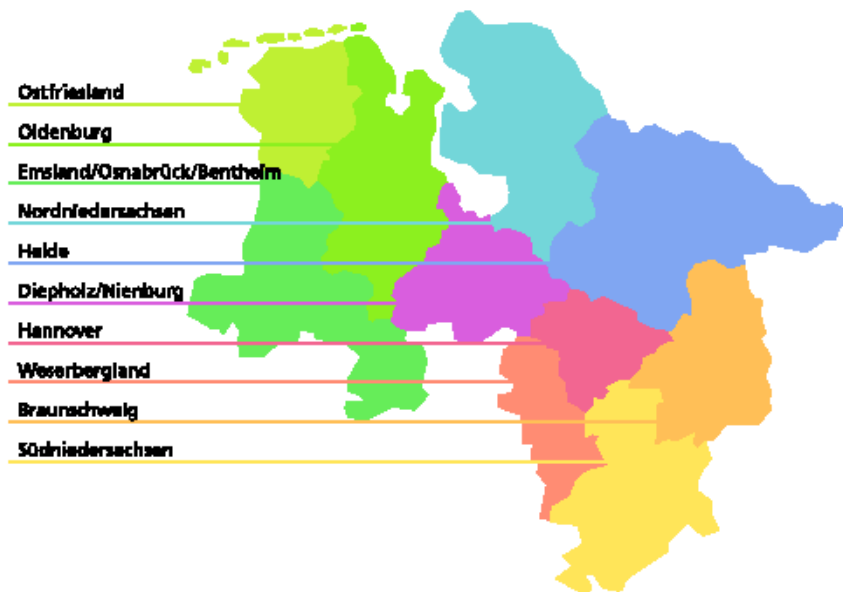 Ostfriesland
Oldenburg
Emsland/Osnabrück/Bentheim
Nordniedersachsen
Heide
Diepholz/Nienburg
Hannover
Weserbergland
Braunschweig
Südniedersachsen